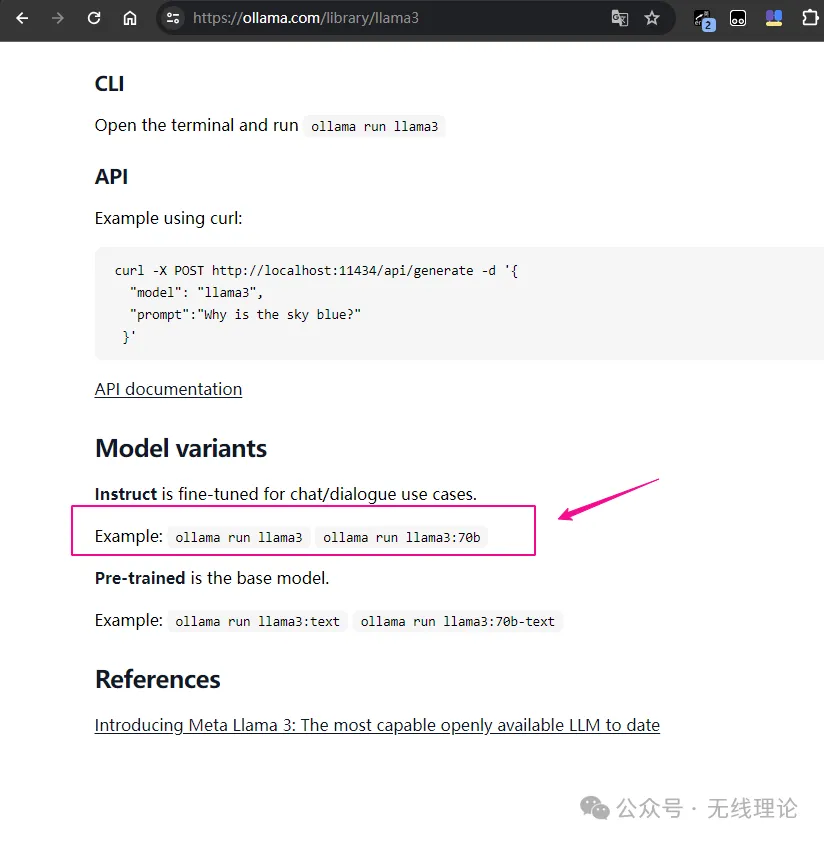 https://ollama.com/library/llama3
2
CLI
Open the terminal and run ollama run llama3
API
Example using curl:
curl -X POST http://localhost:11434/api/generate -d '{
"model": "llama3",
"prompt":"Why is the sky blue?"
}'
API documentation
Model variants
Instruct is fine-tuned for chat/dialogue use cases.
Example: ollama run llama3 ollama run llama3:70b
Pre-trained is the base model.
Example: ollama run llama3:text ollama run llama3:70b-text
References
Introducing Meta Llama 3: The most capable openly available LLM to date
公众号 · 无线理论